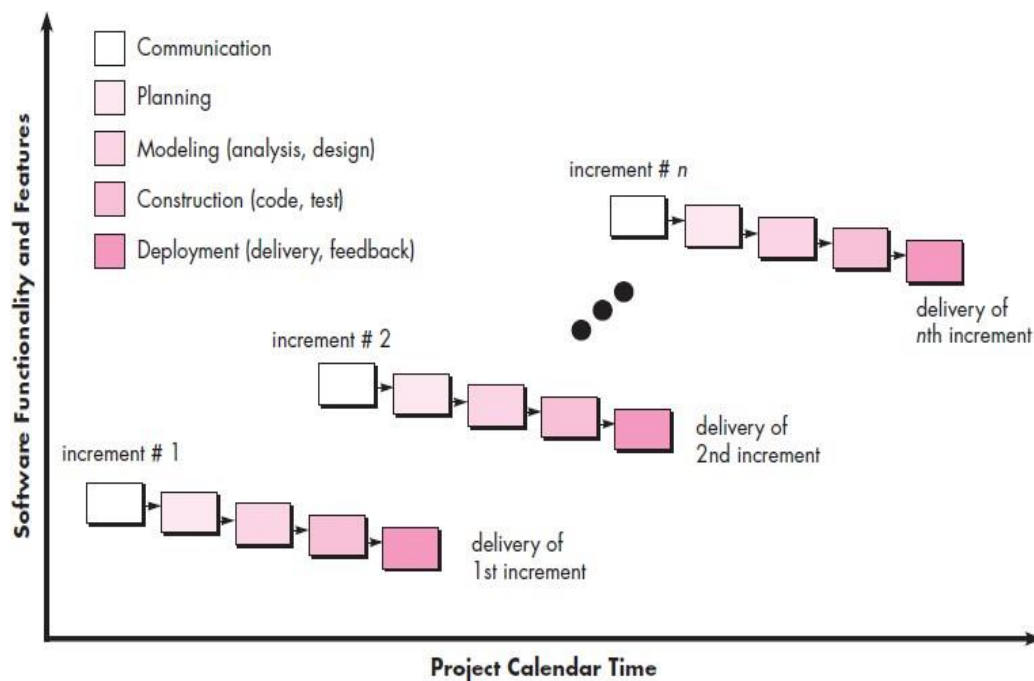 Communication
Planning
Modeling (analysis, design)
Construction (code, test)
Deployment (delivery, feedback)
increment # n
delivery of
nth increment
increment # 2
delivery of
2nd increment
increment # 1
delivery of
1st increment
Software Functionality and Features
Project Calendar Time